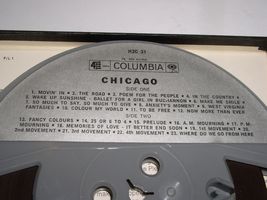 H2C 31
COLUMBIA
CHICAGO
SIDE ONE
1. MOVIN' IN • 2. THE ROAD • 3. POEM FOR THE PEOPLE • 4. IN THE COUNTRY
5. WAKE UP SUNSHINE - BALLET FOR A GIRL IN BUCHANNON • 6. MAKE ME SMILE
7. SO MUCH TO SAY, SO MUCH TO GIVE • 8. ANXIETY'S MOMENT • 9. WEST VIRGINIA
FANTASIES • 10. COLOUR MY WORLD • 11. TO BE FREE • 12. NOW MORE THAN EVER
SIDE TWO
13. FANCY COLOURS • 14. 25 OR 6 TO 4 • 15. PRELUDE • 16. A.M. MOURNING • 17. P.M.
MOURNING • 18. MEMORIES OF LOVE - IT BETTER END SOON • 19. 1ST MOVEMENT • 20.
2nd MOVEMENT • 21. 3rd MOVEMENT • 22. 4th MOVEMENT • 23. WHERE DO WE GO FROM HERE